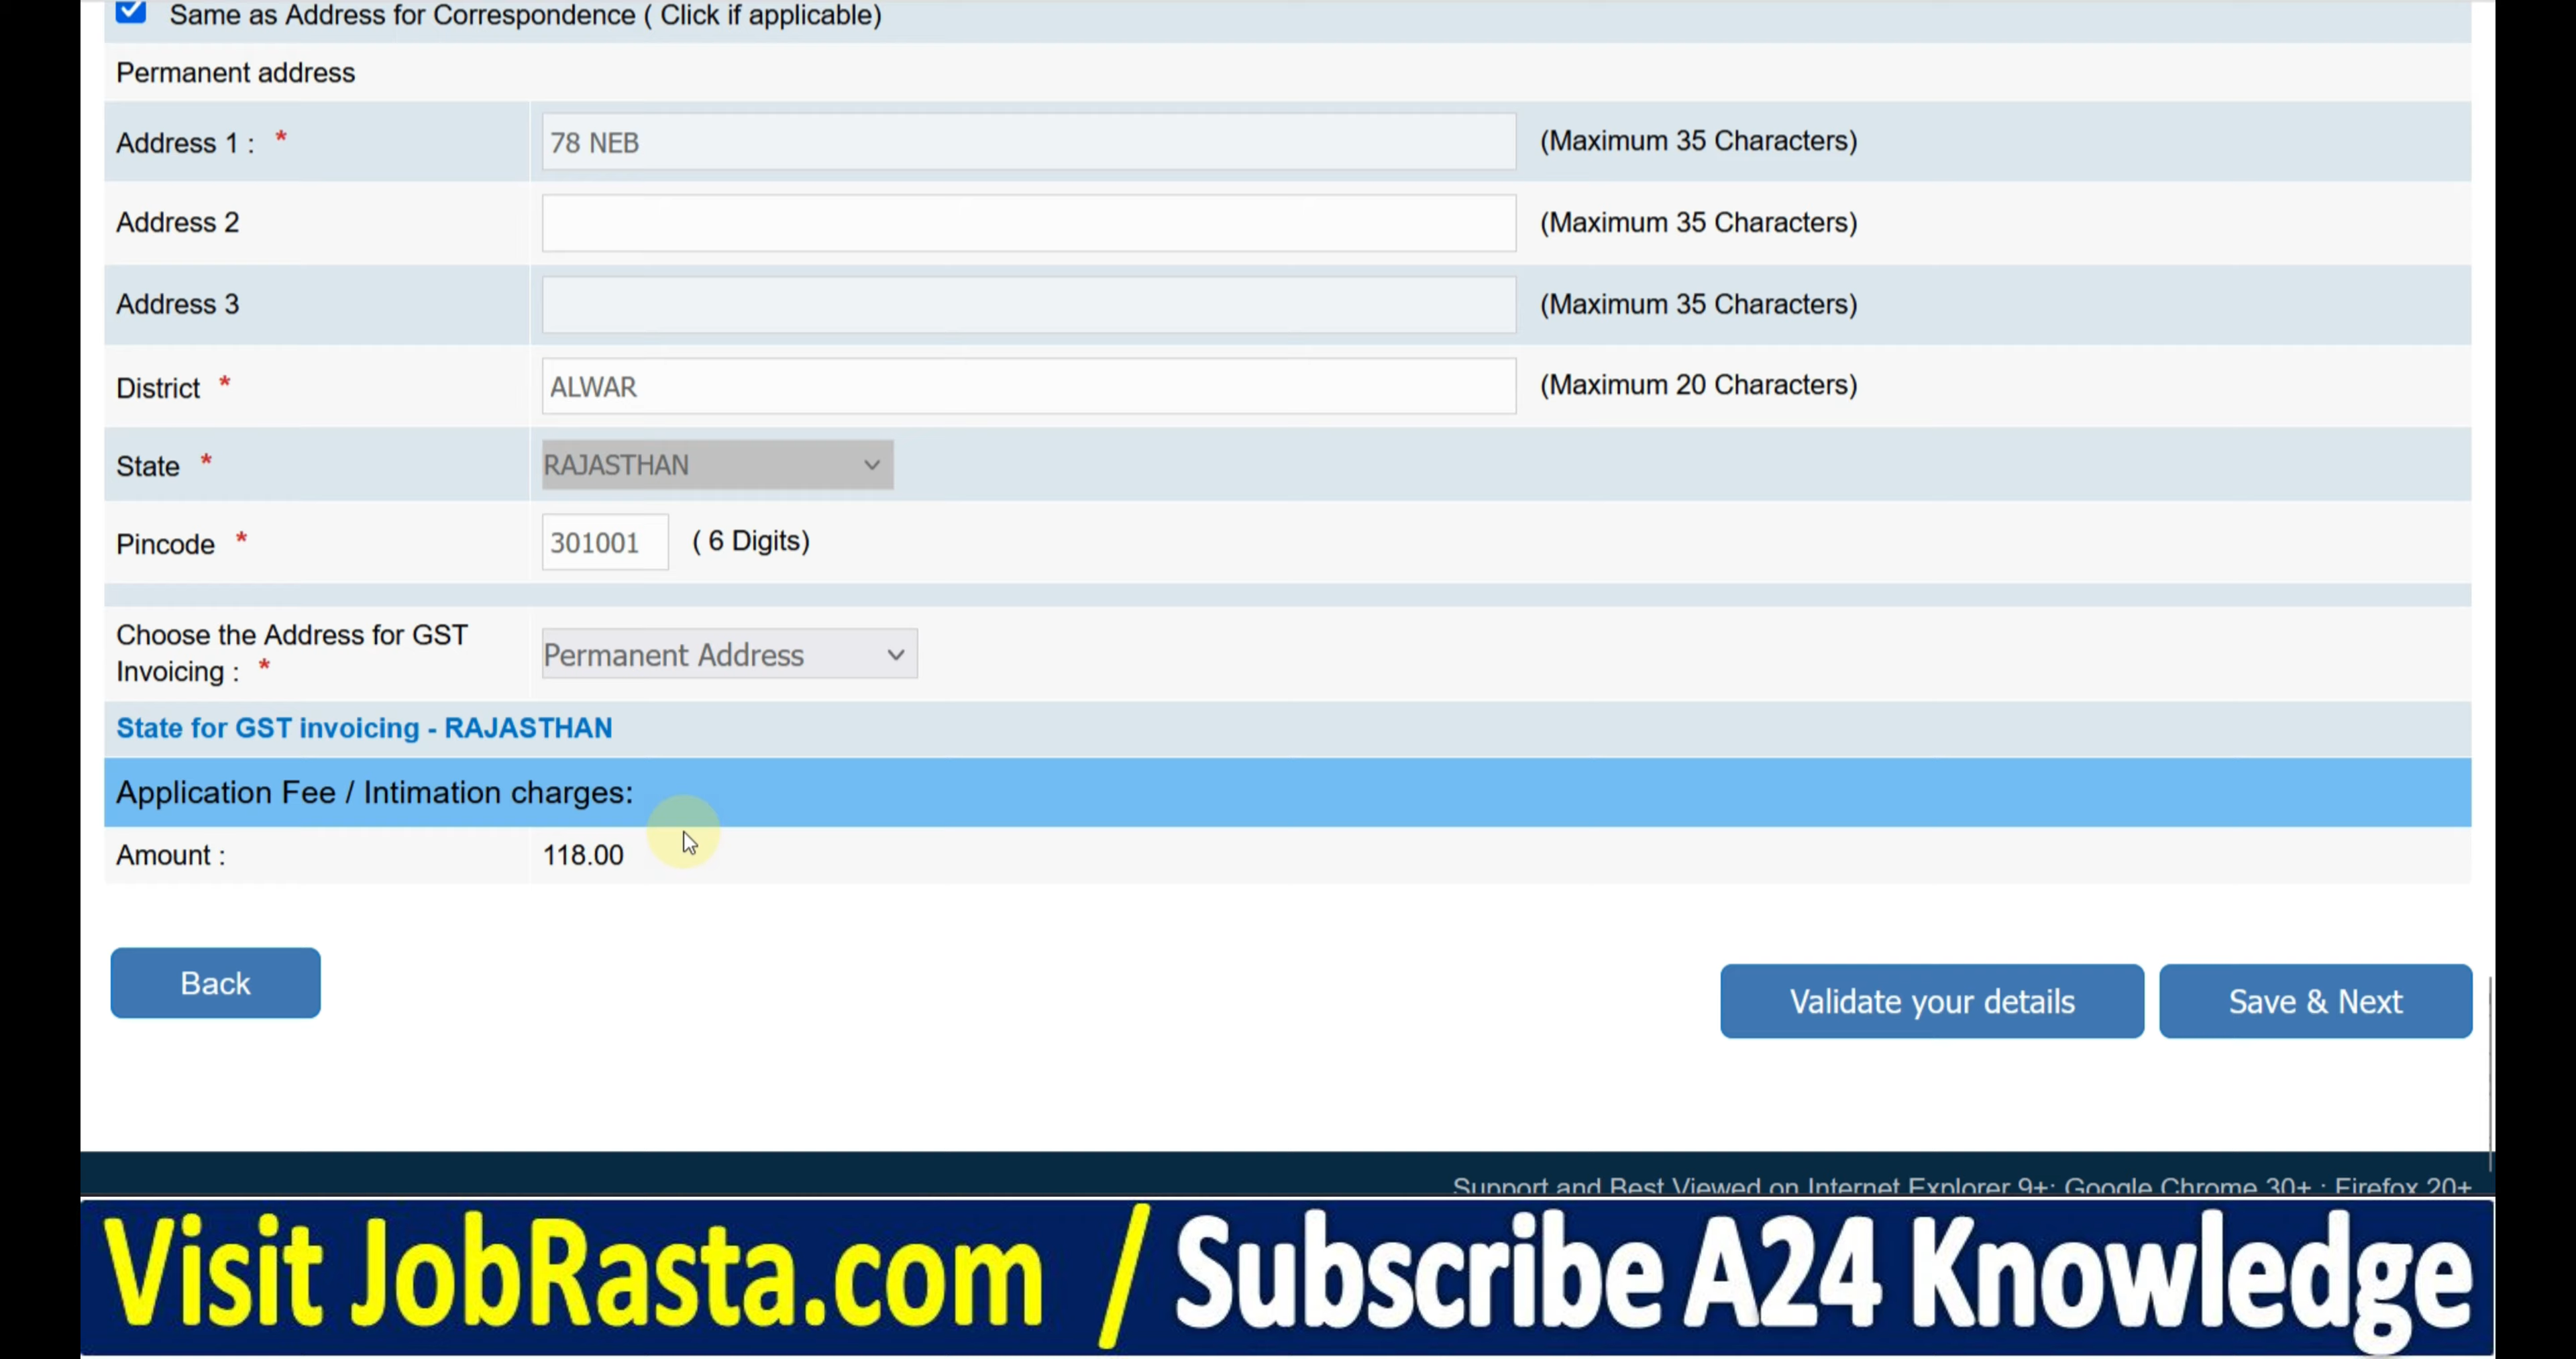 Same as Address for Correspondence ( Click if applicable)
Permanent address
Address 1 : * 78 NEB (Maximum 35 Characters)
Address 2 (Maximum 35 Characters)
Address 3 (Maximum 35 Characters)
District * ALWAR (Maximum 20 Characters)
State * RAJASTHAN
Pincode * 301001 ( 6 Digits)
Choose the Address for GST
Invoicing : * Permanent Address
State for GST invoicing - RAJASTHAN
Application Fee / Intimation charges:
Amount : 118.00
Back Validate your details Save & Next
Support and Best Viewed on Internet Explorer 9+; Google Chrome 30+ ; Firefox 20+
Visit JobRasta.com / Subscribe A24 Knowledge